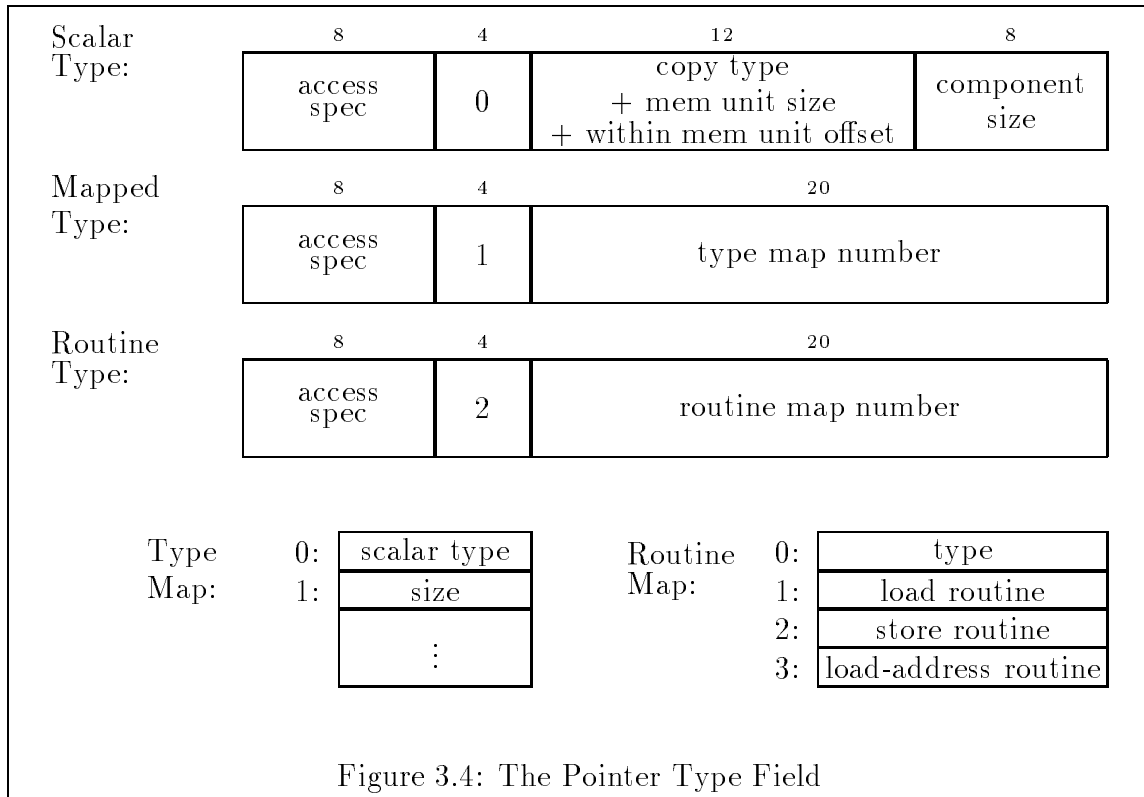 Scalar
Type:
8 4 12 8
access
spec
0
copy type
+ mem unit size
+ within mem unit offset
component
size
Mapped
Type:
8 4 20
access
spec
1
type map number
Routine
Type:
8 4 20
access
spec
2
routine map number
Type
Map:
0: scalar type
1: size
⋮
Routine
Map:
0: type
1: load routine
2: store routine
3: load-address routine
Figure 3.4: The Pointer Type Field